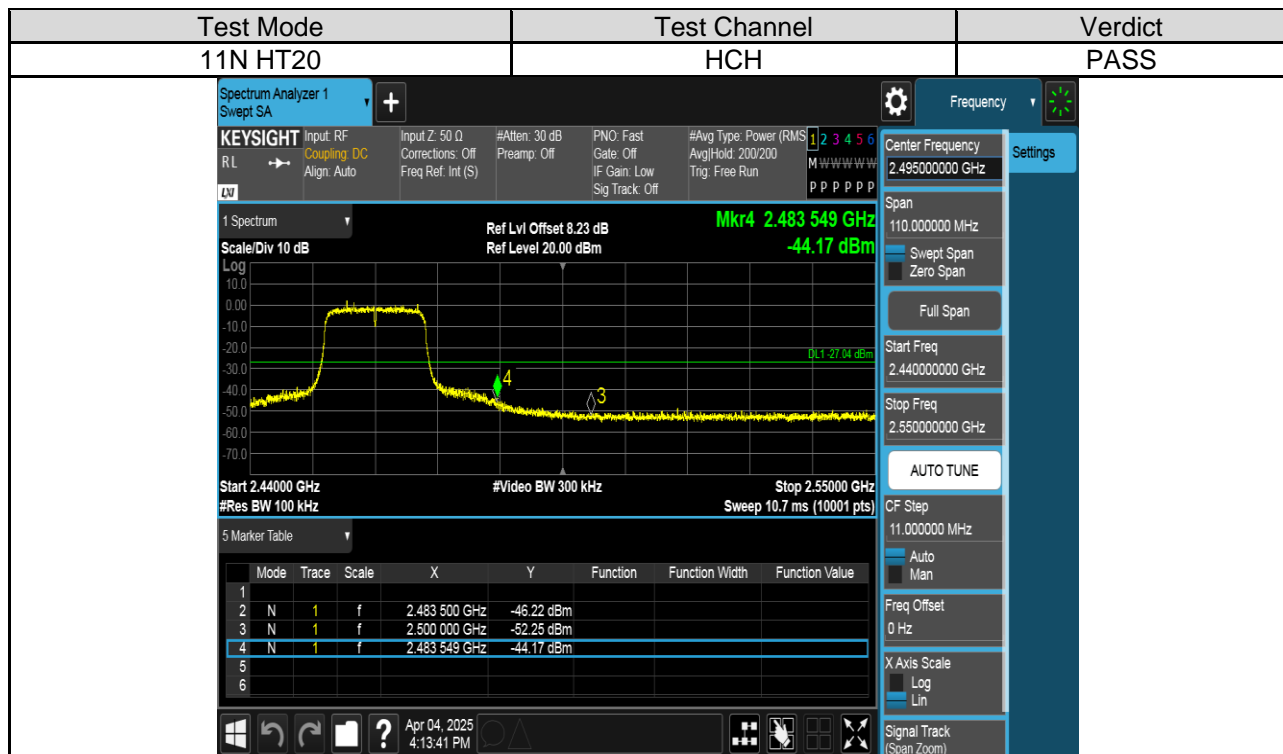 Test Mode Test Channel Verdict
11N HT20 HCH PASS
Spectrum Analyzer 1
Swept SA
+
Frequency
KEYSIGHT Input: RF Input Z: 50 Ω #Atten: 30 dB PNO: Fast #Avg Type: Power (RMS 1 2 3 4 5 6
RL Coupling: DC Corrections: Off Preamp: Off Gate: Off Avg|Hold: 200/200 M W W W W W
Align: Auto Freq Ref: Int (S) IF Gain: Low Trig: Free Run
LXI Sig Track: Off P P P P P P
1 Spectrum Ref Lvl Offset 8.23 dB Mkr4 2.483 549 GHz
Scale/Div 10 dB Ref Level 20.00 dBm -44.17 dBm
Log
10.0
0.00
-10.0
-20.0
DL1 -27.04 dBm
-30.0
-40.0
4
3
-50.0
-60.0
-70.0
Start 2.44000 GHz #Video BW 300 kHz Stop 2.55000 GHz
#Res BW 100 kHz Sweep 10.7 ms (10001 pts)
5 Marker Table
Mode Trace Scale X Y Function Function Width Function Value
1
2 N 1 f 2.483 500 GHz -46.22 dBm
3 N 1 f 2.500 000 GHz -52.25 dBm
4 N 1 f 2.483 549 GHz -44.17 dBm
5
6
?
Apr 04, 2025
4:13:41 PM
Center Frequency
2.495000000 GHz
Settings
Span
110.000000 MHz
Swept Span
Zero Span
Full Span
Start Freq
2.440000000 GHz
Stop Freq
2.550000000 GHz
AUTO TUNE
CF Step
11.000000 MHz
Auto
Man
Freq Offset
0 Hz
X Axis Scale
Log
Lin
Signal Track
(Span Zoom)